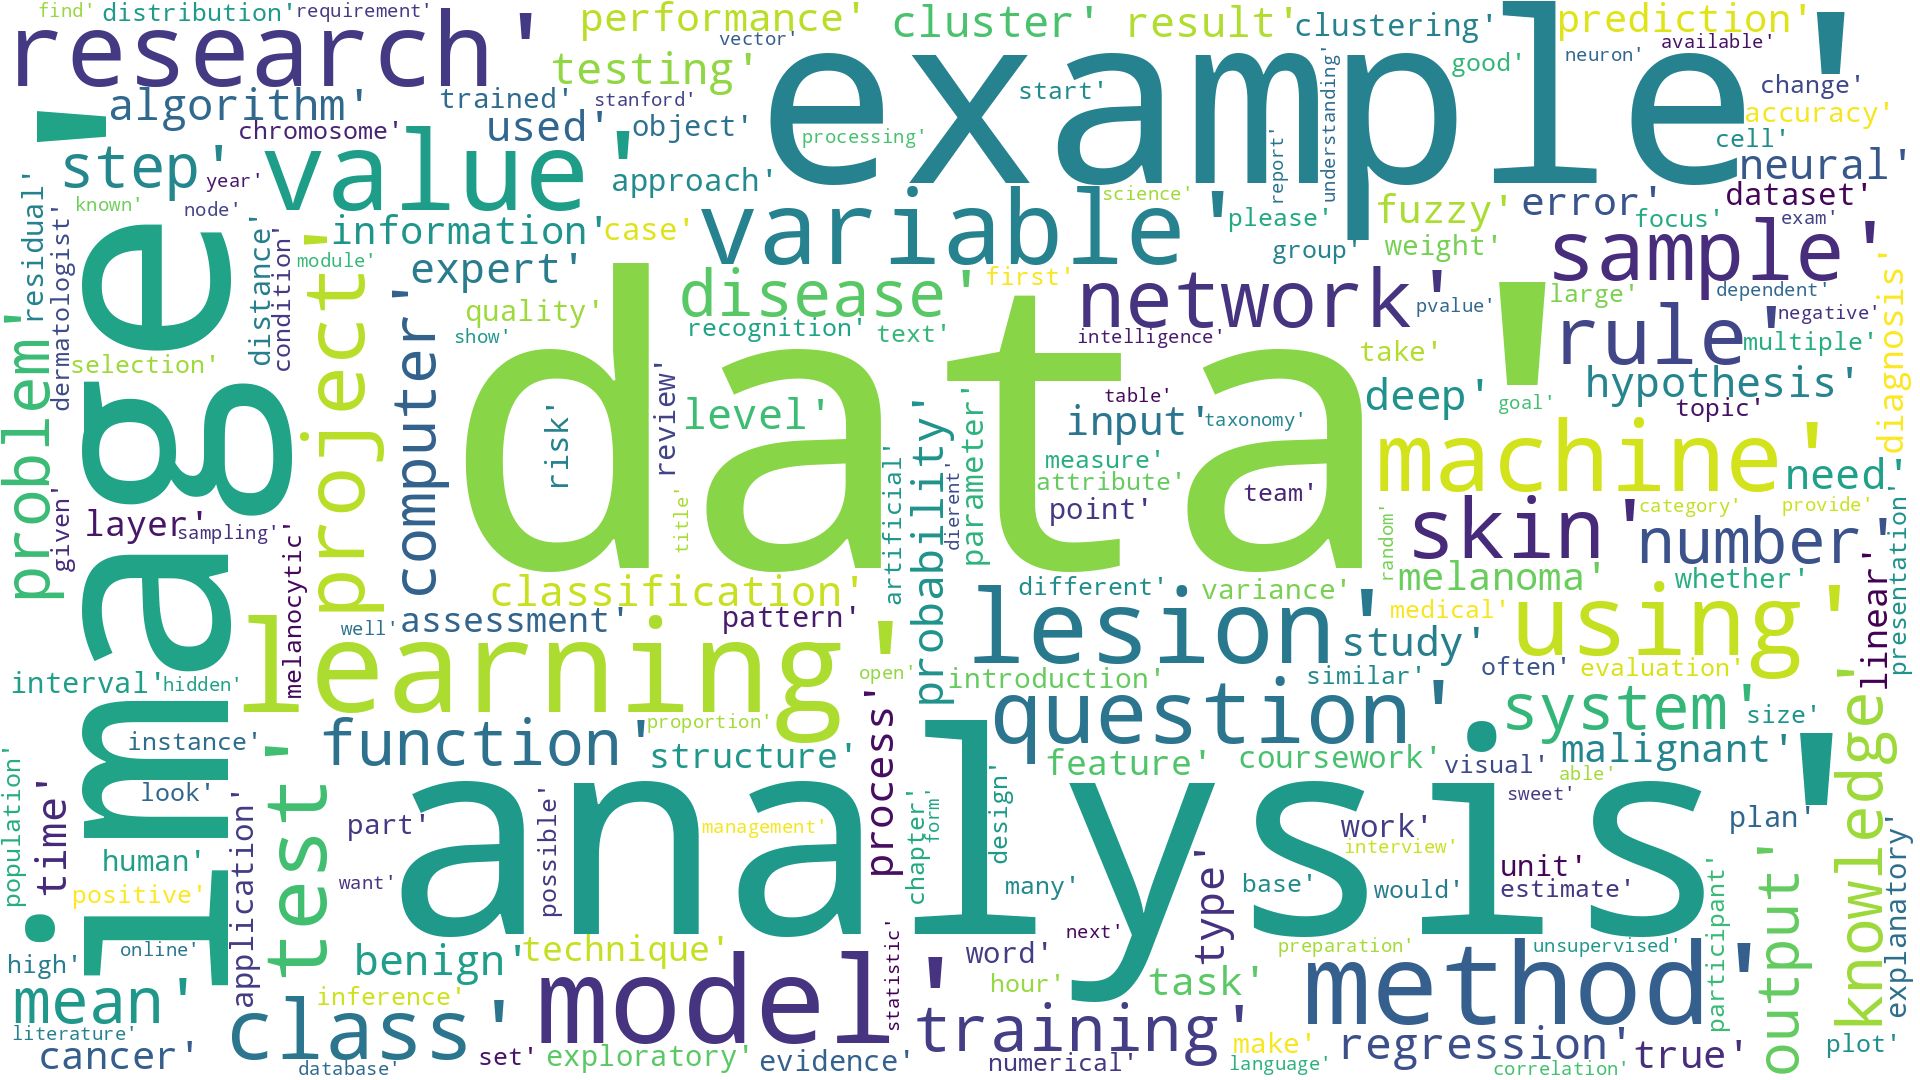 find'
distribution'
requirement'
research'
performance'
vector'
cluster'
result'
clustering'
prediction'
example'
neuron'
available'
testing'
good'
change'
algorithm'
trained'
stanford'
start'
accuracy'
chromosome'
used'
object'
processing'
understanding'
report'
cell'
neural'
step'
value'
year'
approach'
science'
dataset'
known'
node'
information'
case'
variable'
please'
fuzzy'
error'
focus'
exam'
group'
weight'
sample'
residual'
dermatologist'
distance'
condition'
module'
expert'
disease'
first'
network'
pvalue'
large'
dependent'
negative'
quality'
show'
recognition'
text'
intelligence'
rule'
multiple'
diagnosis'
problem'
image'
selection'
project'
computer'
data'
review'
level'
risk'
take'
deep'
hypothesis'
goal'
topic'
table'
input'
taxonomy'
machine'
need'
probability'
parameter'
measure'
attribute'
point'
team'
given'
layer'
sampling'
title'
artificial'
dierent'
random'
skin'
category'
provide'
number'
presentation'
melanocytic'
classification'
different'
variance'
melanoma'
whether'
linear'
well'
assessment'
pattern'
lesion'
medical'
using'
study'
learning'
open'
introduction'
similar'
often'
evaluation'
interval'
hidden'
proportion'
question'
system'
size'
knowledge'
instance'
function'
structure'
process'
feature'
coursework'
visual'
malignant'
able'
population'
time'
look'
test'
analysis'
sweet'
design'
chapter'
form'
part'
possible'
management'
work'
interview'
plan'
human'
application'
positive'
want'
many'
type'
base'
would'
unit'
estimate'
participant'
output'
explanatory'
high'
online'
benign'
technique'
word'
next'
preparation'
unsupervised'
mean'
inference'
model'
statistic'
hour'
task'
method'
literature'
class'
training'
make'
regression'
true'
plot'
cancer'
database'
set'
exploratory'
evidence'
numerical'
language'
correlation'